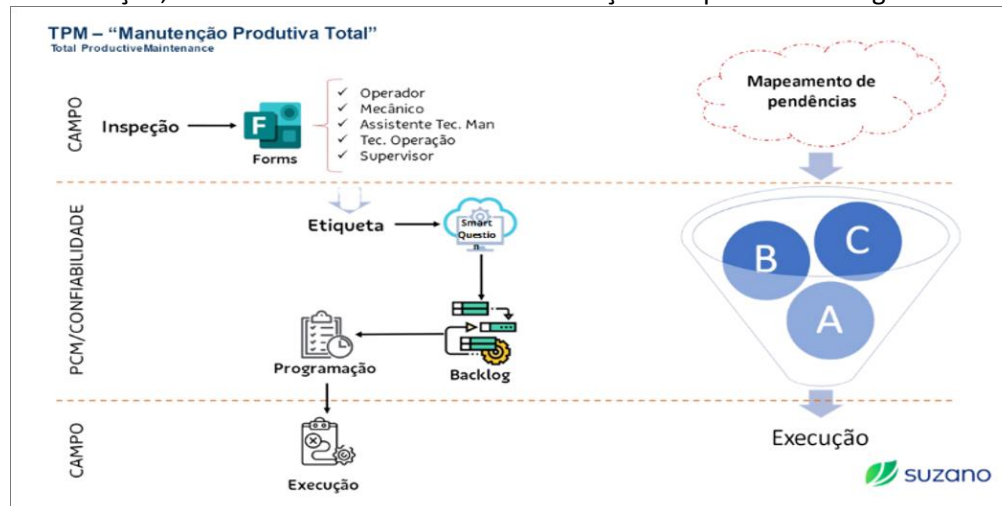 TPM – “Manutenção Produtiva Total”
Total ProductiveMaintenance
CAMPO
Inspeção
F
Forms
✓ Operador
✓ Mecânico
✓ Assistente Tec. Man
✓ Tec. Operação
✓ Supervisor
Mapeamento de
pendências
PCM/CONFIABILIDADE
Etiqueta
Smart
Questio
n
Programação
Backlog
B
C
A
CAMPO
Execução
Execução
suzano